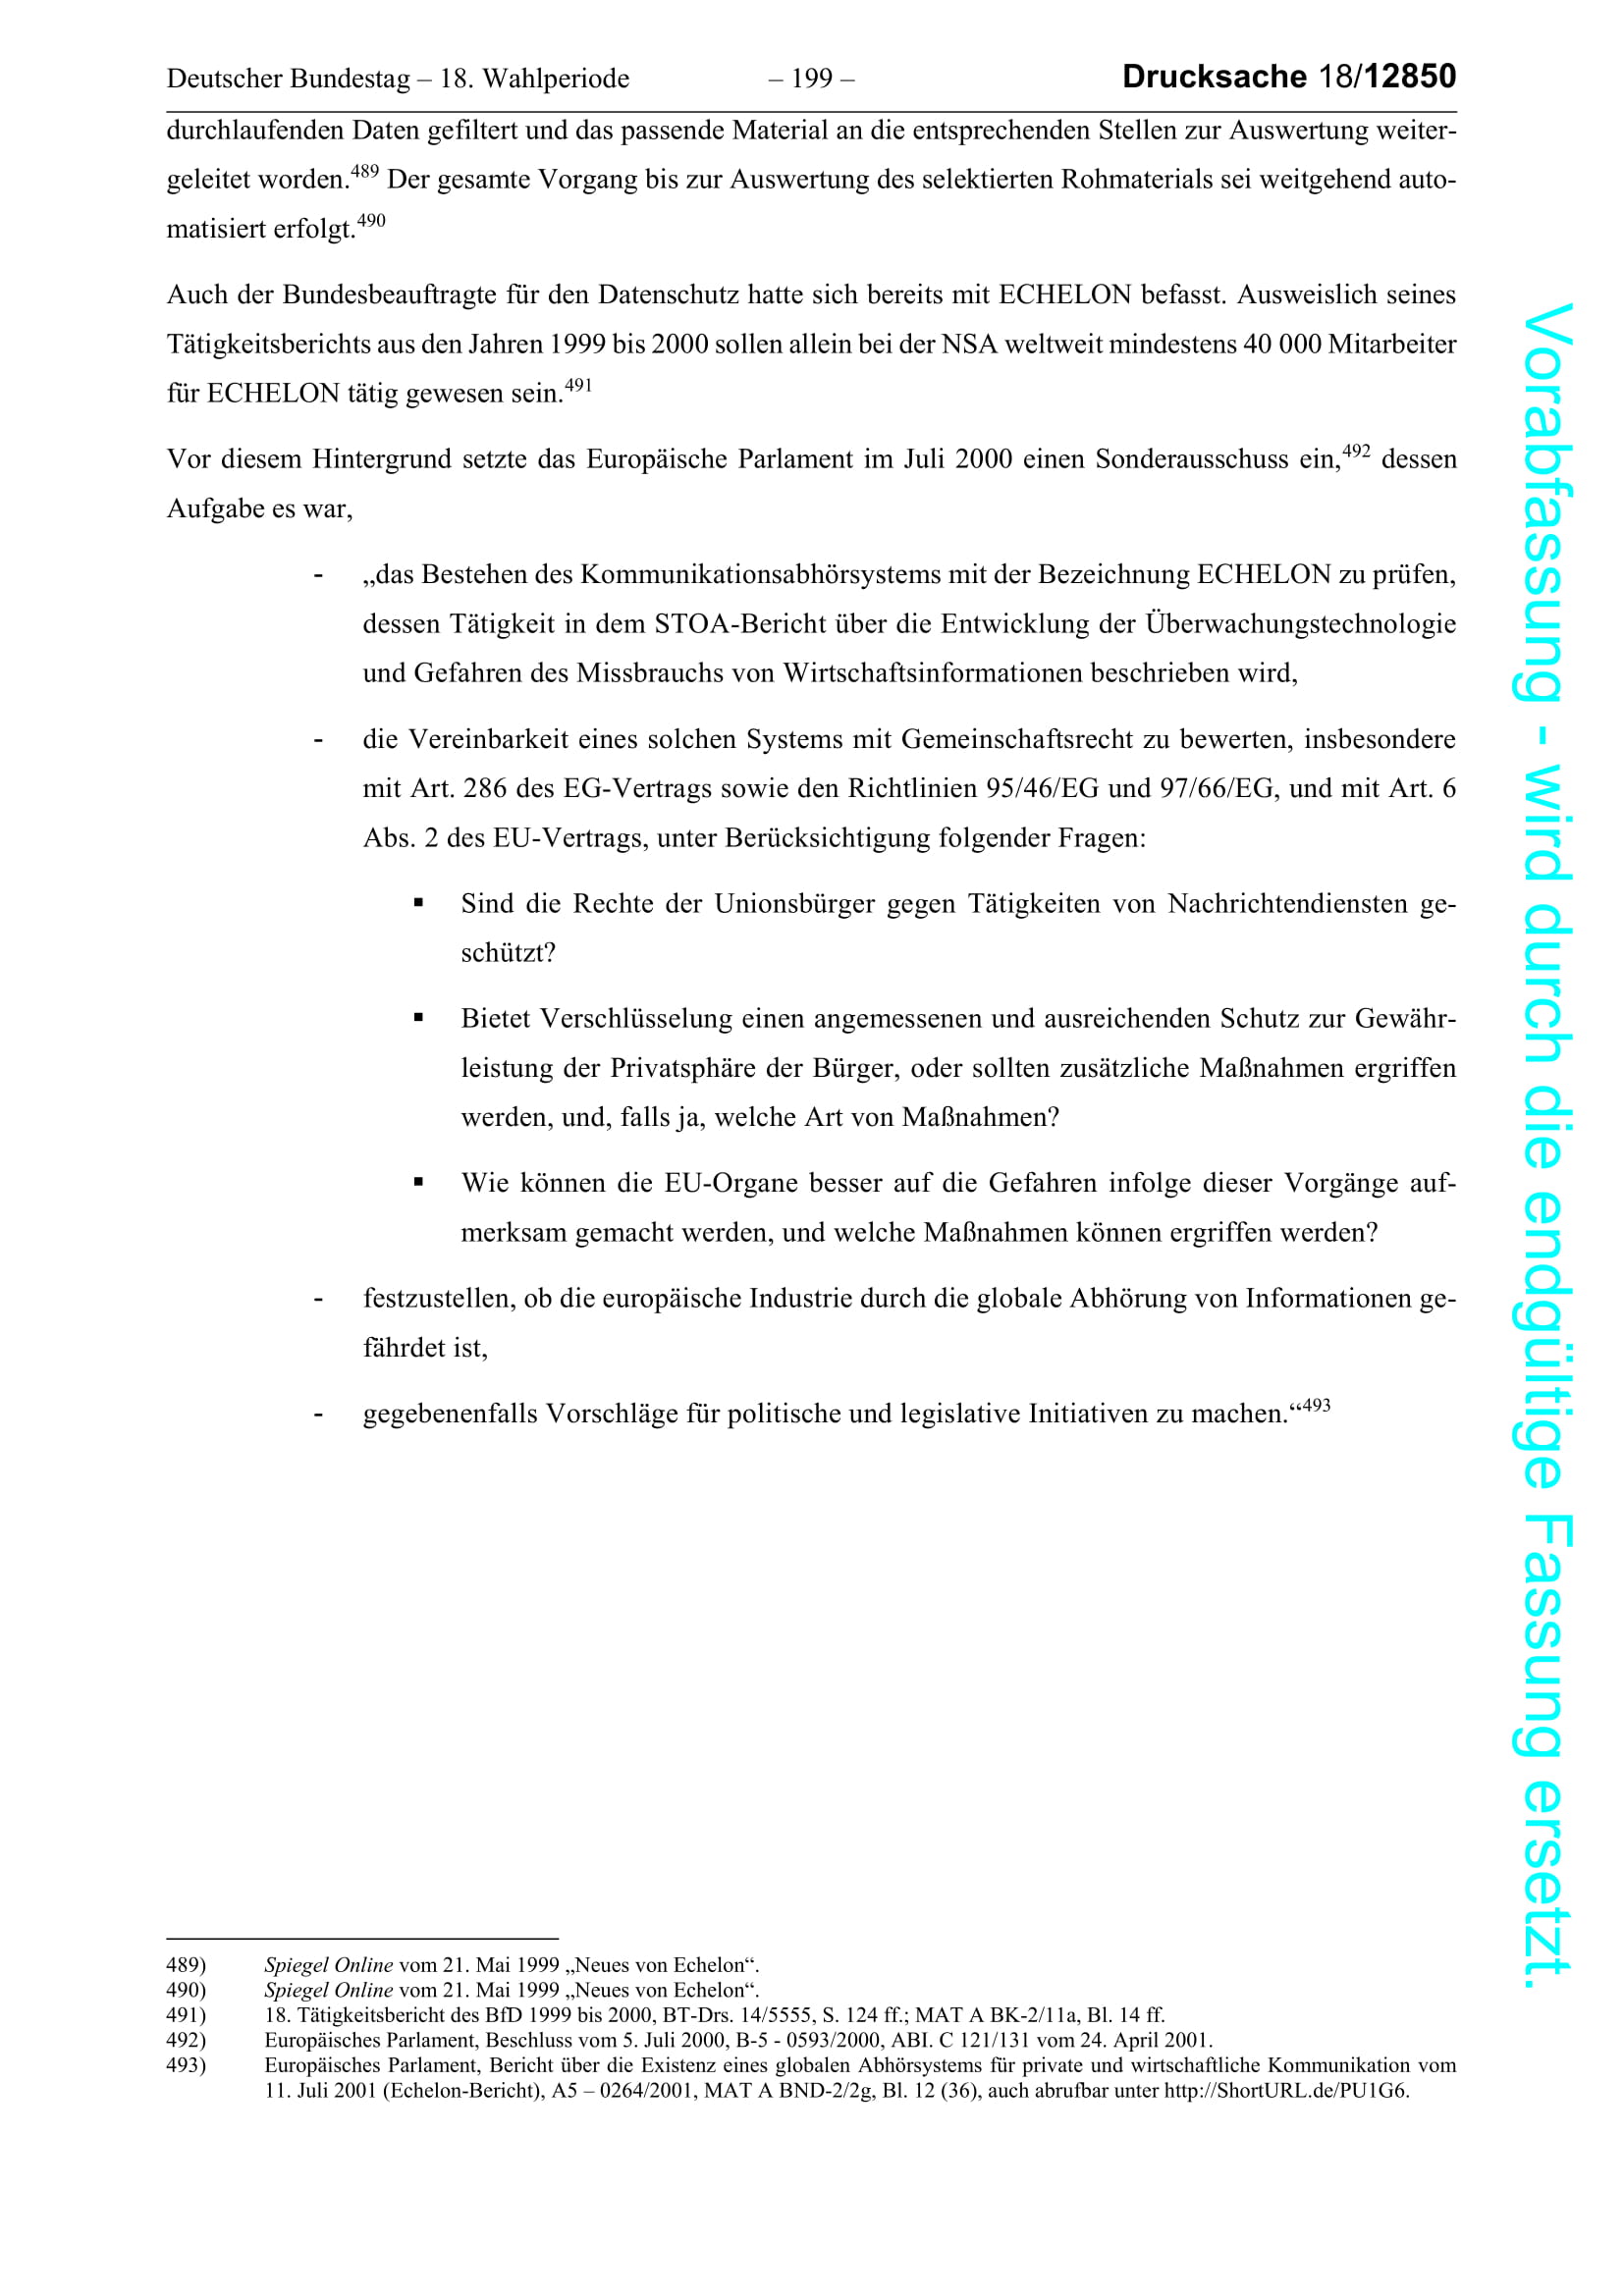 Deutscher Bundestag – 18. Wahlperiode – 199 – Drucksache 18/12850
durchlaufenden Daten gefiltert und das passende Material an die entsprechenden Stellen zur Auswertung weiter-
geleitet worden.489 Der gesamte Vorgang bis zur Auswertung des selektierten Rohmaterials sei weitgehend auto-
matisiert erfolgt.490
Auch der Bundesbeauftragte für den Datenschutz hatte sich bereits mit ECHELON befasst. Ausweislich seines
Tätigkeitsberichts aus den Jahren 1999 bis 2000 sollen allein bei der NSA weltweit mindestens 40 000 Mitarbeiter
für ECHELON tätig gewesen sein.491
Vor diesem Hintergrund setzte das Europäische Parlament im Juli 2000 einen Sonderausschuss ein,492 dessen
Aufgabe es war,
- „das Bestehen des Kommunikationsabhörsystems mit der Bezeichnung ECHELON zu prüfen,
dessen Tätigkeit in dem STOA-Bericht über die Entwicklung der Überwachungstechnologie
und Gefahren des Missbrauchs von Wirtschaftsinformationen beschrieben wird,
- die Vereinbarkeit eines solchen Systems mit Gemeinschaftsrecht zu bewerten, insbesondere
mit Art. 286 des EG-Vertrags sowie den Richtlinien 95/46/EG und 97/66/EG, und mit Art. 6
Abs. 2 des EU-Vertrags, unter Berücksichtigung folgender Fragen:
▪ Sind die Rechte der Unionsbürger gegen Tätigkeiten von Nachrichtendiensten ge-
schützt?
▪ Bietet Verschlüsselung einen angemessenen und ausreichenden Schutz zur Gewähr-
leistung der Privatsphäre der Bürger, oder sollten zusätzliche Maßnahmen ergriffen
werden, und, falls ja, welche Art von Maßnahmen?
▪ Wie können die EU-Organe besser auf die Gefahren infolge dieser Vorgänge auf-
merksam gemacht werden, und welche Maßnahmen können ergriffen werden?
- festzustellen, ob die europäische Industrie durch die globale Abhörung von Informationen ge-
fährdet ist,
- gegebenenfalls Vorschläge für politische und legislative Initiativen zu machen.“493
489) Spiegel Online vom 21. Mai 1999 „Neues von Echelon“.
490) Spiegel Online vom 21. Mai 1999 „Neues von Echelon“.
491) 18. Tätigkeitsbericht des BfD 1999 bis 2000, BT-Drs. 14/5555, S. 124 ff.; MAT A BK-2/11a, Bl. 14 ff.
492) Europäisches Parlament, Beschluss vom 5. Juli 2000, B-5 - 0593/2000, ABI. C 121/131 vom 24. April 2001.
493) Europäisches Parlament, Bericht über die Existenz eines globalen Abhörsystems für private und wirtschaftliche Kommunikation vom
11. Juli 2001 (Echelon-Bericht), A5 – 0264/2001, MAT A BND-2/2g, Bl. 12 (36), auch abrufbar unter http://ShortURL.de/PU1G6.
Vorabfassung - wird durch die endgültige Fassung ersetzt.